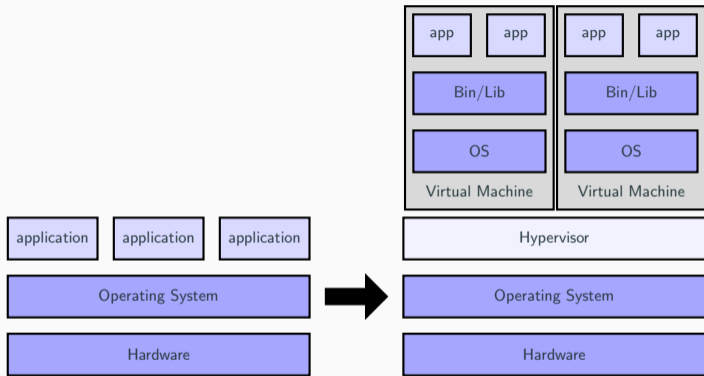 app app app app
Bin/Lib Bin/Lib
OS OS
Virtual Machine Virtual Machine
application application application Hypervisor
Operating System Operating System
Hardware Hardware